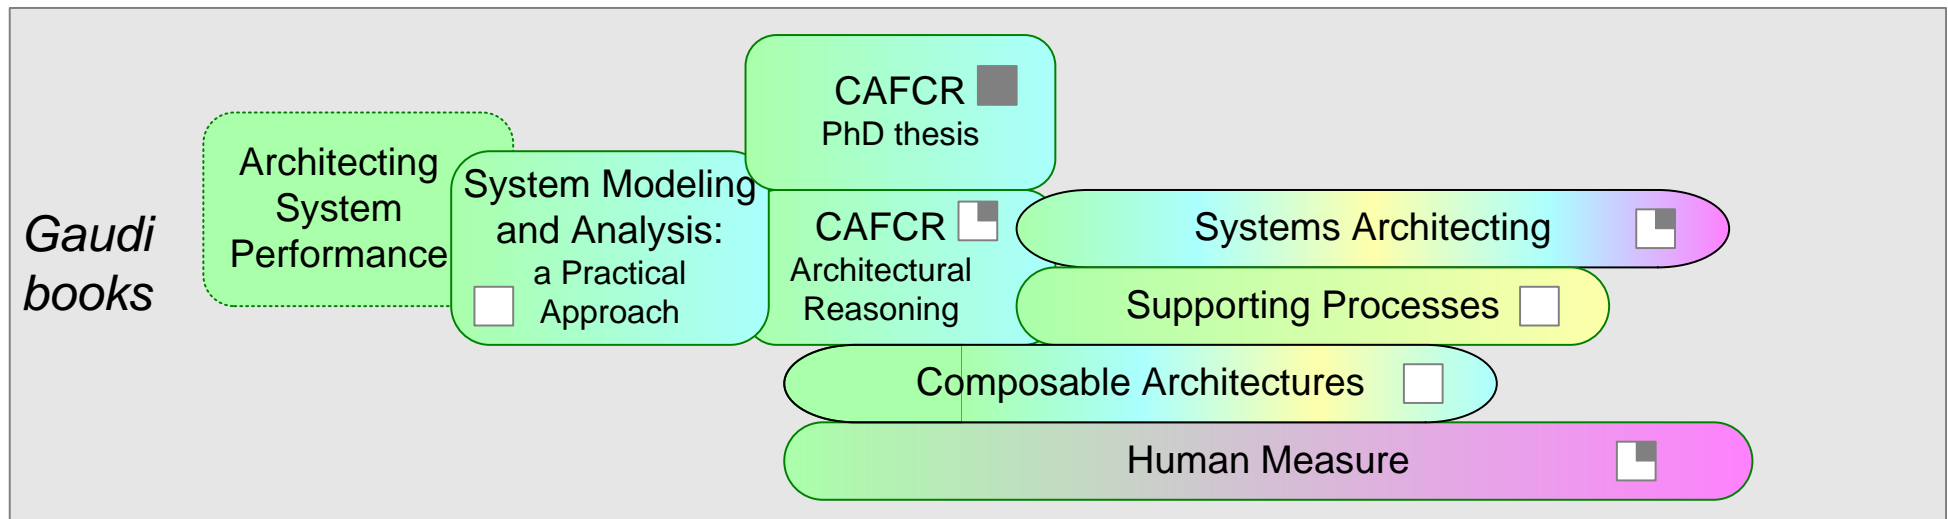 Gaudi
books
Architecting
System
Performance
System Modeling
and Analysis:
a Practical
Approach
CAFCR
PhD thesis
CAFCR
Architectural
Reasoning
Systems Architecting
Supporting Processes
Composable Architectures
Human Measure